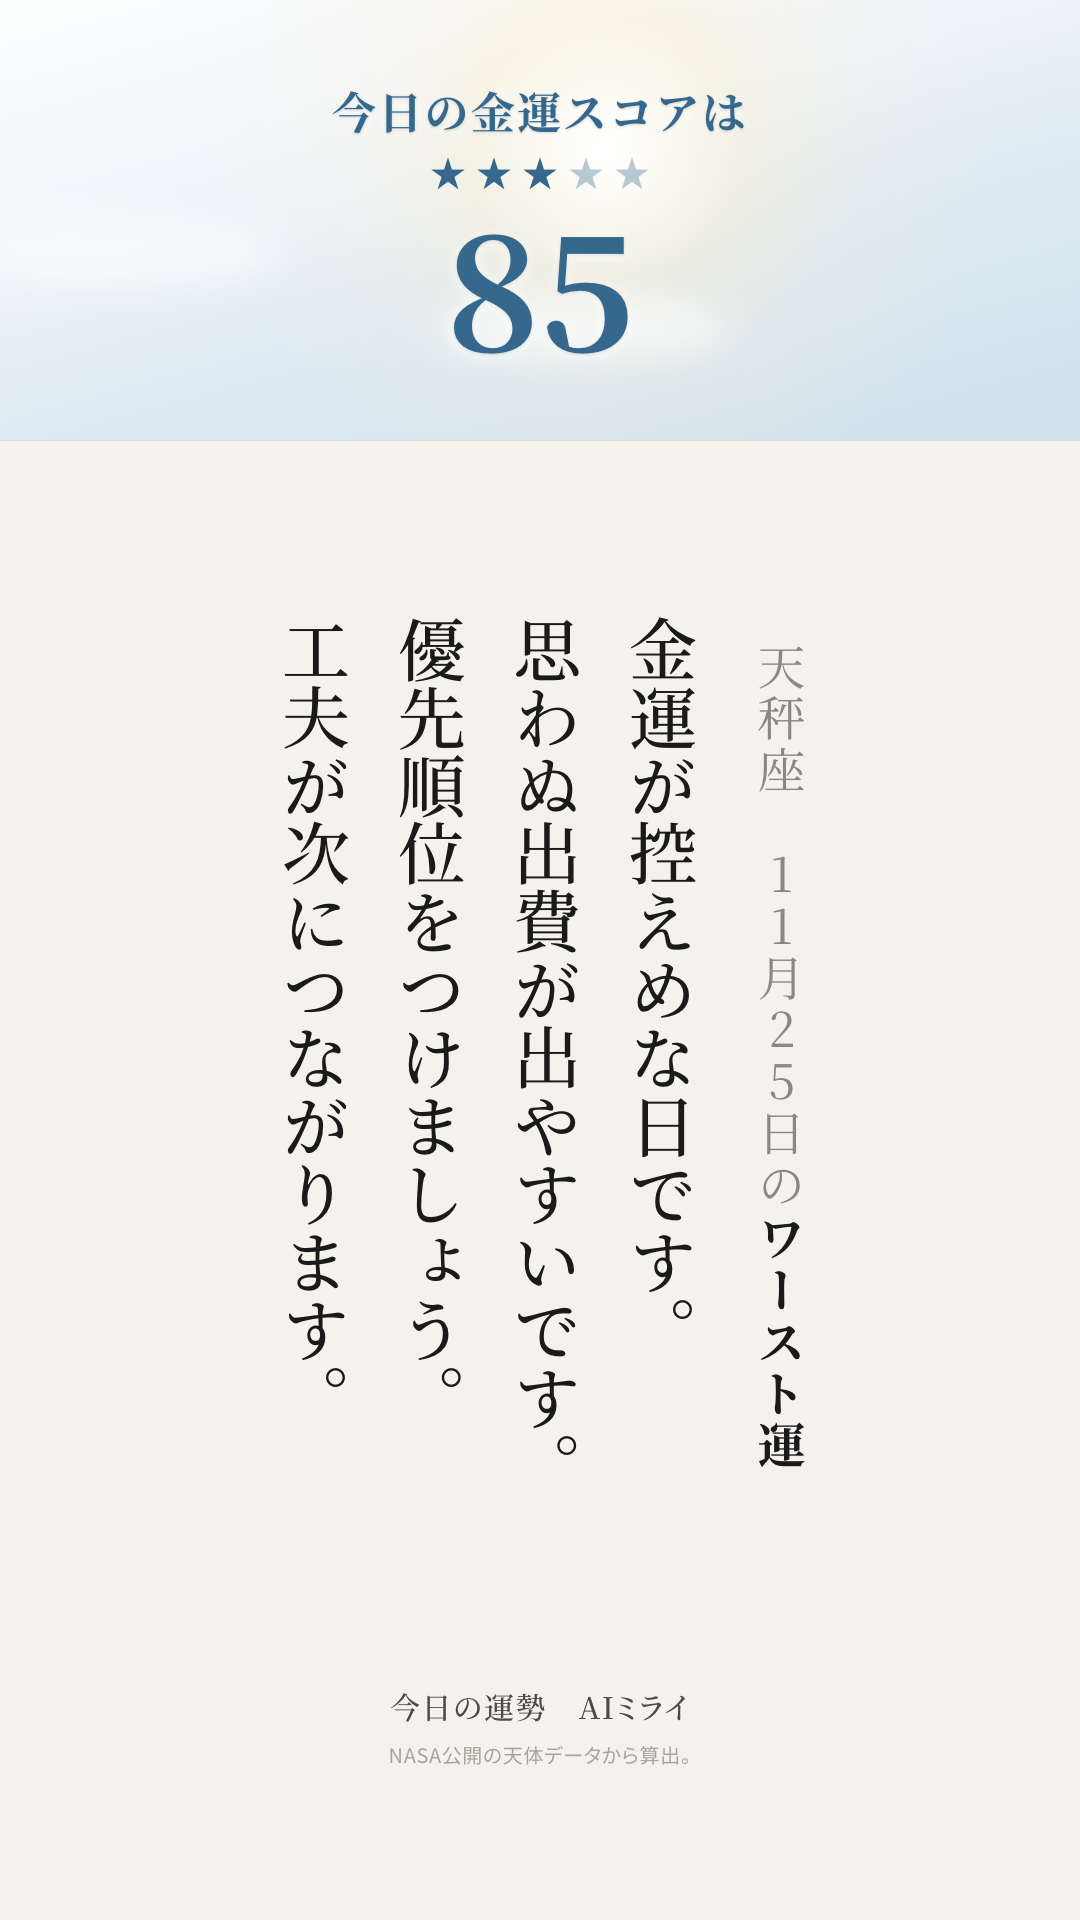 今日の金運スコアは
★★★★★
85
天秤座　11月25日のワースト運
金運が控えめな日です。
思わぬ出費が出やすいです。
優先順位をつけましょう。
工夫が次につながります。
今日の運勢　AIミライ
NASA公開の天体データから算出。